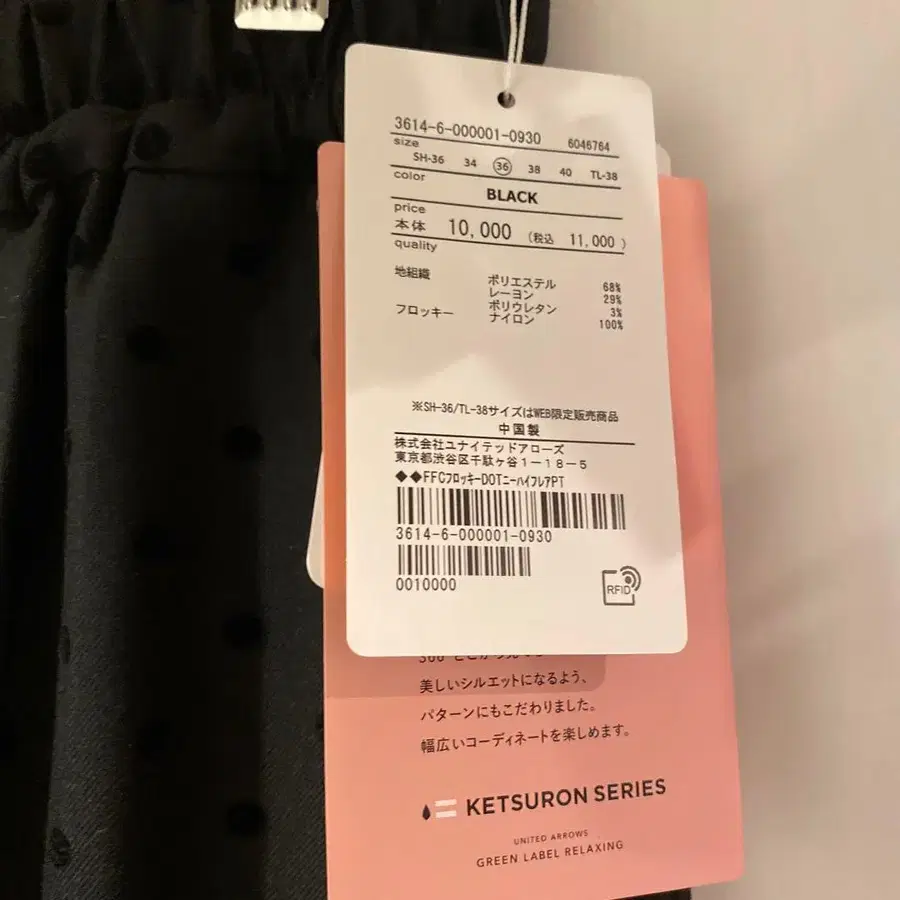 3614-6-000001-0930 6046764
size
SH-36 34 36 38 40 TL-38
color
BLACK
price
本体 10,000 (税込 11,000 )
quality
地組織 ポリエステル 68%
レーヨン 29%
ポリウレタン 3%
フロッキー ナイロン 100%
※SH-36/TL-38サイズはWEB限定販売商品
中国製
株式会社ユナイテッドアローズ
東京都渋谷区千駄ヶ谷1-18-5
◆◆FFCフロッキーDOTニーハイフレアPT
3614-6-000001-0930
0010000
RFID
美しいシルエットになるよう、
パターンにもこだわりました。
幅広いコーディネートを楽しめます。
KETSURON SERIES
UNITED ARROWS
GREEN LABEL RELAXING